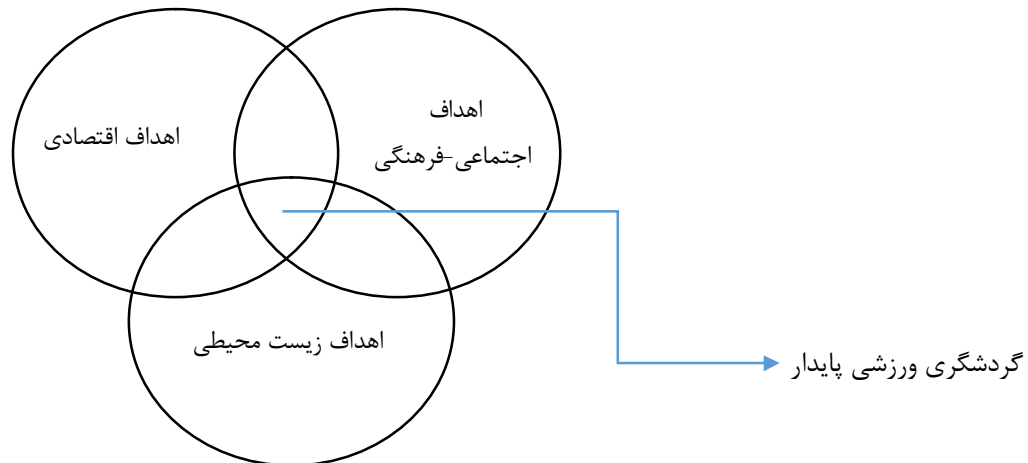 اهداف
اجتماعی-فرهنگی
اهداف اقتصادی
اهداف زیست محیطی
گردشگری ورزشی پایدار